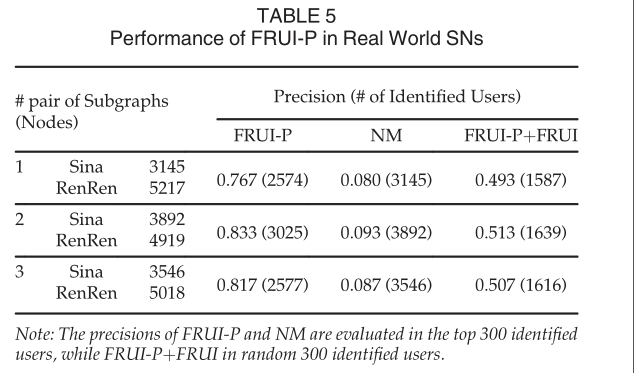 TABLE 5
Performance of FRUI-P in Real World SNs
# pair of Subgraphs
(Nodes)
Precision (# of Identified Users)
FRUI-P NM FRUI-P+FRUI
1 Sina 3145
RenRen 5217
0.767 (2574) 0.080 (3145) 0.493 (1587)
2 Sina 3892
RenRen 4919
0.833 (3025) 0.093 (3892) 0.513 (1639)
3 Sina 3546
RenRen 5018
0.817 (2577) 0.087 (3546) 0.507 (1616)
Note: The precisions of FRUI-P and NM are evaluated in the top 300 identified
users, while FRUI-P+FRUI in random 300 identified users.